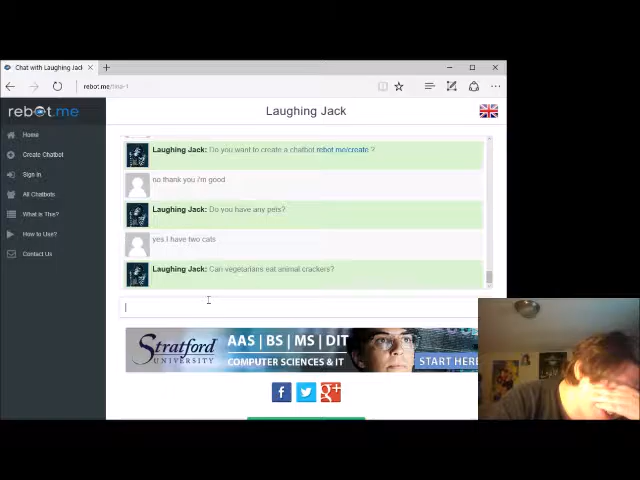 Chat with Laughing Jack
rebot.me
rebot.me
Laughing Jack
Home
Create Chatbot
Sign in
All Chatbots
What is This?
How to Use?
Contact Us
Laughing Jack: Do you want to create a chatbot rebot.me/create ?
no thank you i'm good
Laughing Jack: Do you have any pets?
yes I have two cats
Laughing Jack: Can vegetarians eat animal crackers?
Stratford
UNIVERSITY
AAS | BS | MS | DIT
COMPUTER SCIENCES & IT
START HERE